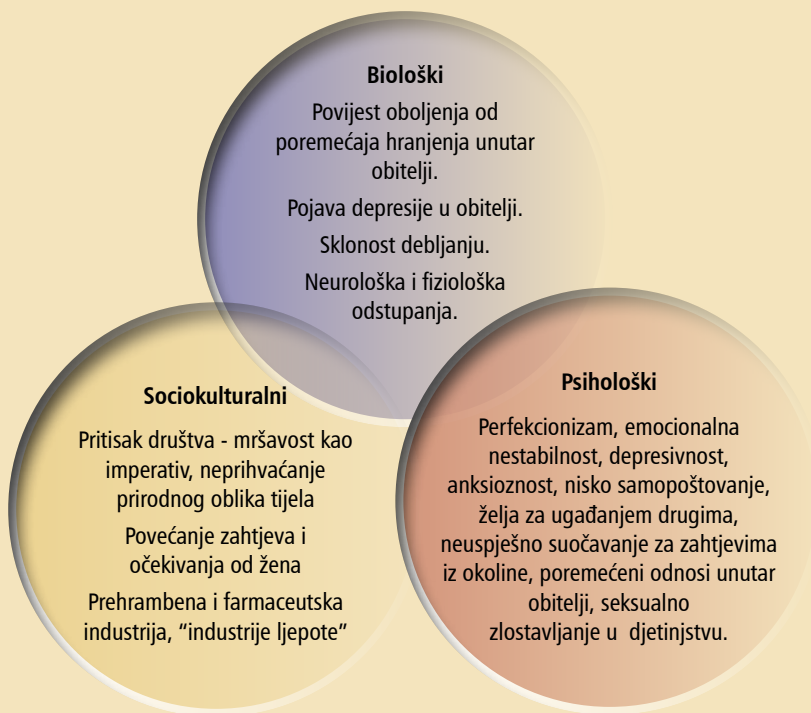 Biološki
Povijest oboljenja od
poremećaja hranjenja unutar
obitelji.
Pojava depresije u obitelji.
Sklonost debljanju.
Neurološka i fiziološka
odstupanja.
Sociokulturalni
Pritisak društva - mršavost kao
imperativ, neprihvaćanje
prirodnog oblika tijela
Povećanje zahtjeva i
očekivanja od žena
Prehrambena i farmaceutska
industrija, “industrije ljepote”
Psihološki
Perfekcionizam, emocionalna
nestabilnost, depresivnost,
anksioznost, nisko samopoštovanje,
želja za ugađanjem drugima,
neuspješno suočavanje za zahtjevima
iz okoline, poremećeni odnosi unutar
obitelji, seksualno
zlostavljanje u djetinjstvu.